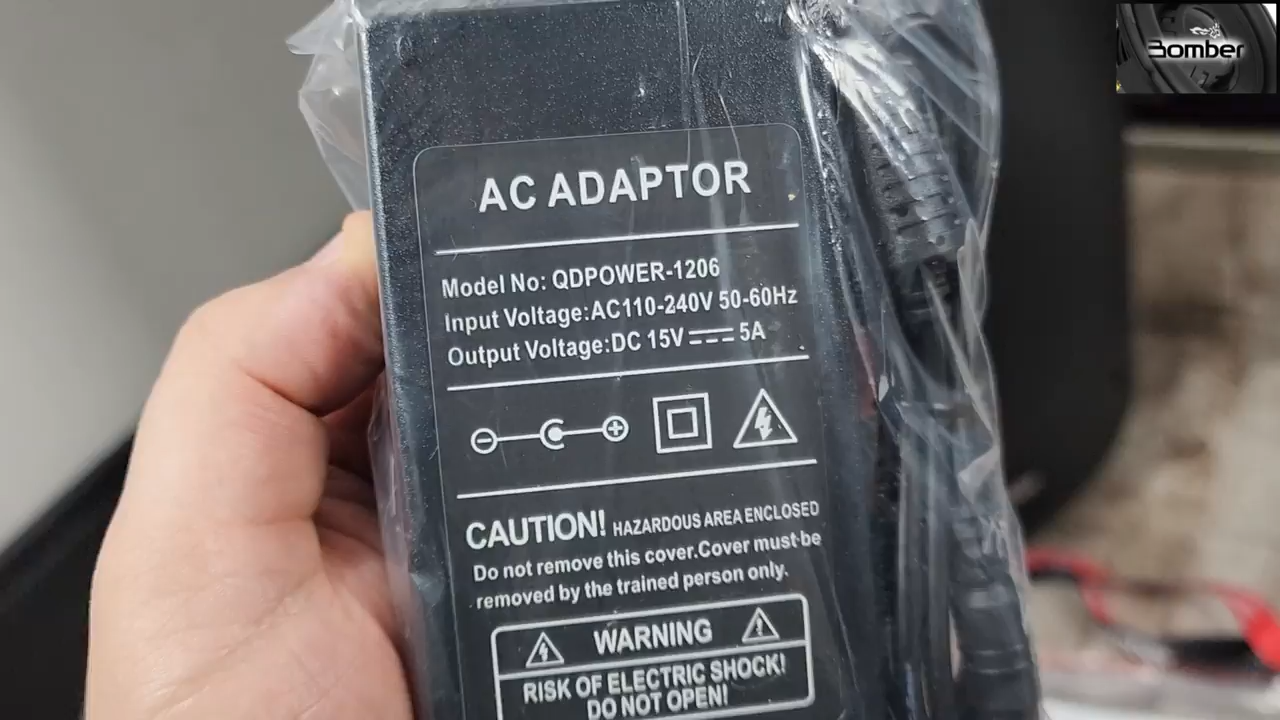 Bomber
AC ADAPTOR
Model No: QDPOWER-1206
Input Voltage:AC110-240V 50-60Hz
Output Voltage:DC 15V 5A
CAUTION! HAZARDOUS AREA ENCLOSED
Do not remove this cover.Cover must be
removed by the trained person only.
WARNING
RISK OF ELECTRIC SHOCK!
DO NOT OPEN!